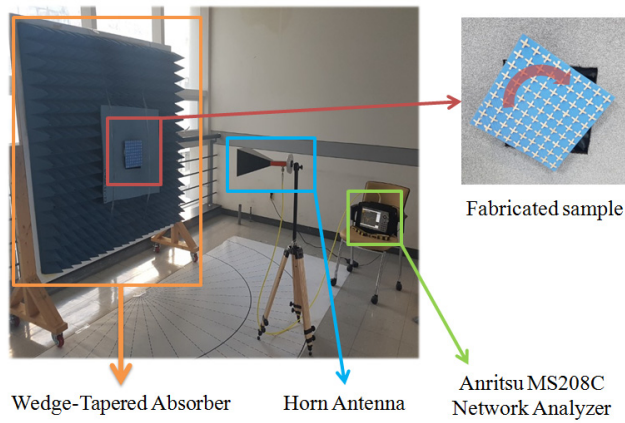 Fabricated sample
Wedge-Tapered Absorber
Horn Antenna
Anritsu MS208C
Network Analyzer